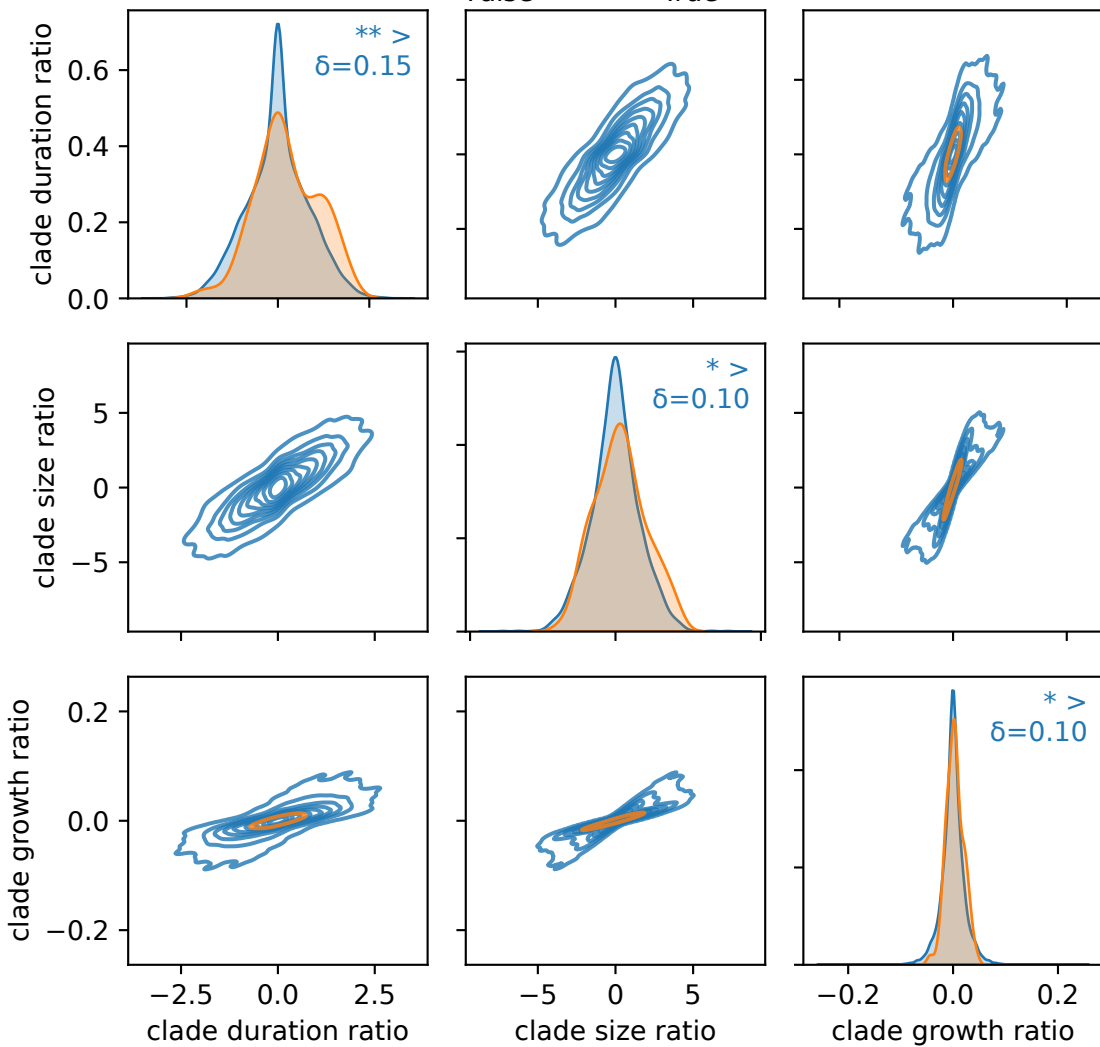 ** >
δ=0.15
clade duration ratio
0.6
0.4
0.2
0.0
* >
δ=0.10
clade size ratio
5
0
−5
* >
δ=0.10
clade growth ratio
0.2
0.0
−0.2
−2.5 0.0 2.5
−5 0 5
−0.2 0.0 0.2
clade duration ratio
clade size ratio
clade growth ratio